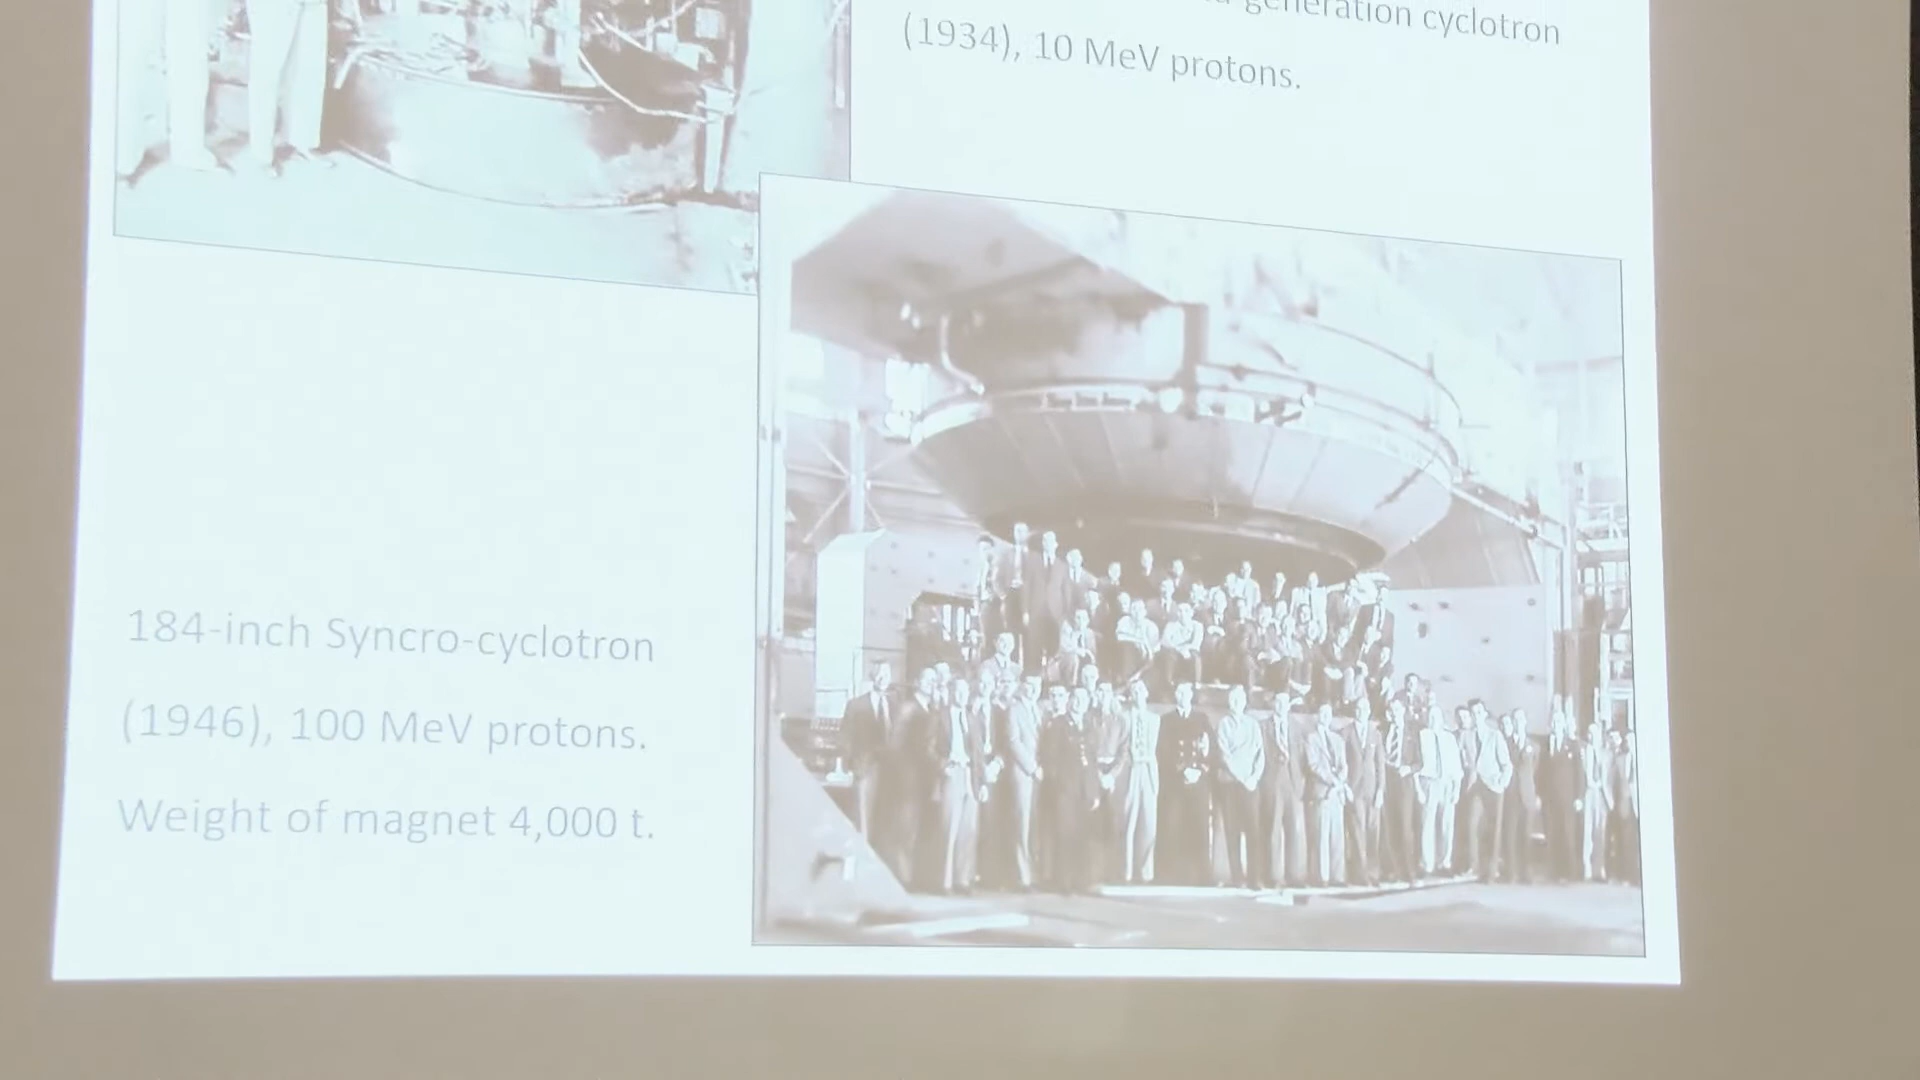 generation cyclotron
(1934), 10 MeV protons.
184-inch Syncro-cyclotron
(1946), 100 MeV protons.
Weight of magnet 4,000 t.